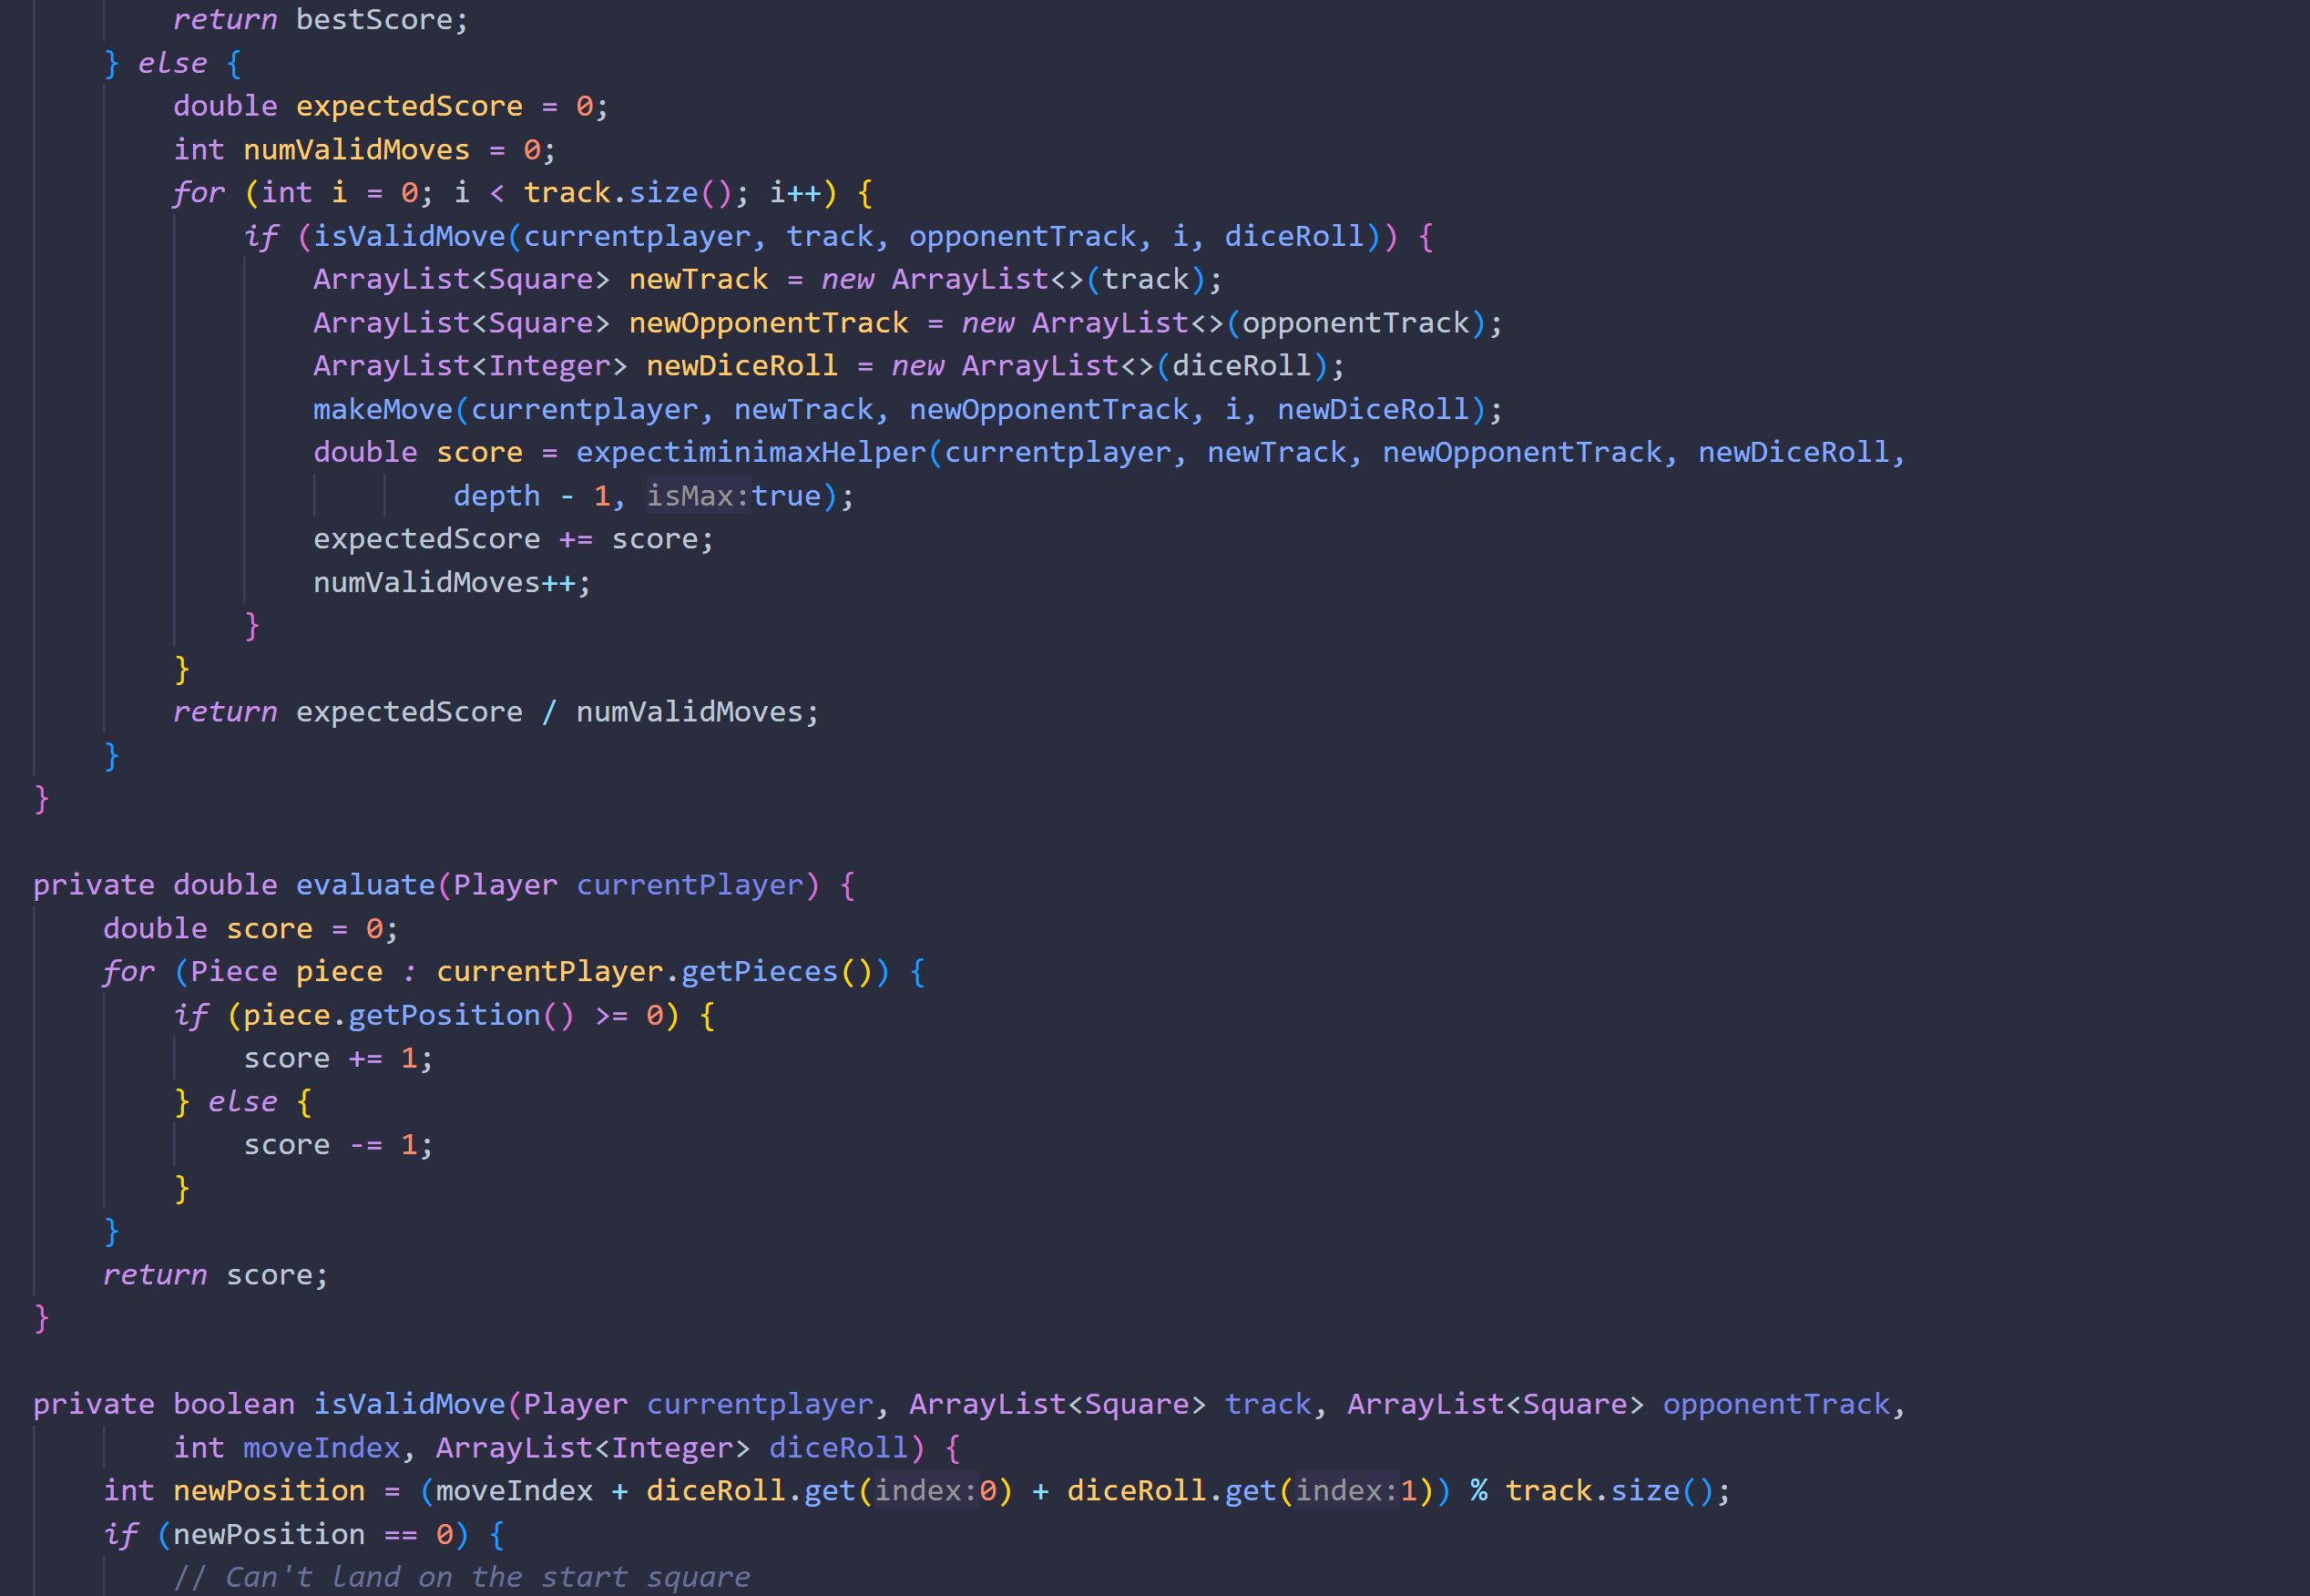 return bestScore;
} else {
double expectedScore = 0;
int numValidMoves = 0;
for (int i = 0; i < track.size(); i++) {
if (isValidMove(currentplayer, track, opponentTrack, i, diceRoll)) {
ArrayList<Square> newTrack = new ArrayList<>(track);
ArrayList<Square> newOpponentTrack = new ArrayList<>(opponentTrack);
ArrayList<Integer> newDiceRoll = new ArrayList<>(diceRoll);
makeMove(currentplayer, newTrack, newOpponentTrack, i, newDiceRoll);
double score = expectiminimaxHelper(currentplayer, newTrack, newOpponentTrack, newDiceRoll,
depth - 1, isMax:true);
expectedScore += score;
numValidMoves++;
}
}
return expectedScore / numValidMoves;
}
}
private double evaluate(Player currentPlayer) {
double score = 0;
for (Piece piece : currentPlayer.getPieces()) {
if (piece.getPosition() >= 0) {
score += 1;
} else {
score -= 1;
}
}
return score;
}
private boolean isValidMove(Player currentplayer, ArrayList<Square> track, ArrayList<Square> opponentTrack,
int moveIndex, ArrayList<Integer> diceRoll) {
int newPosition = (moveIndex + diceRoll.get(index:0) + diceRoll.get(index:1)) % track.size();
if (newPosition == 0) {
// Can't land on the start square